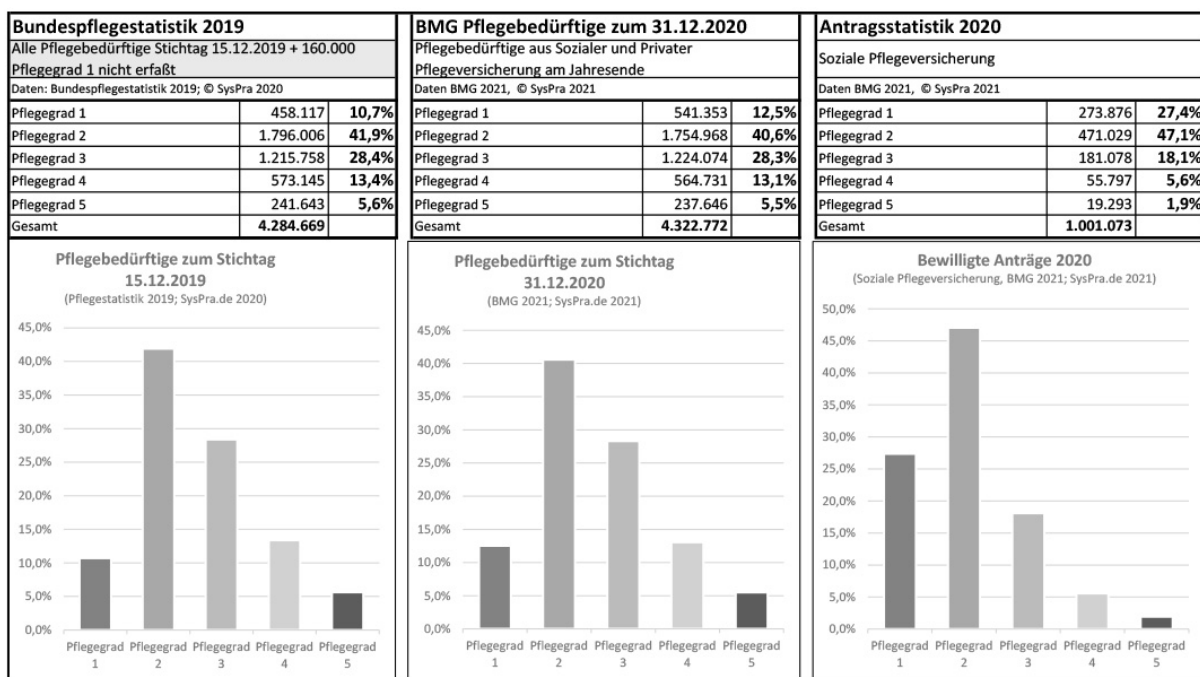 Bundespflegestatistik 2019
Alle Pflegebedürftige Stichtag 15.12.2019 + 160.000
Pflegegrad 1 nicht erfaßt
Daten: Bundespflegestatistik 2019; © SysPra 2020
Pflegegrad 1 458.117 10,7%
Pflegegrad 2 1.796.006 41,9%
Pflegegrad 3 1.215.758 28,4%
Pflegegrad 4 573.145 13,4%
Pflegegrad 5 241.643 5,6%
Gesamt 4.284.669
BMG Pflegebedürftige zum 31.12.2020
Pflegebedürftige aus Sozialer und Privater
Pflegeversicherung am Jahresende
Daten BMG 2021, © SysPra 2021
Pflegegrad 1 541.353 12,5%
Pflegegrad 2 1.754.968 40,6%
Pflegegrad 3 1.224.074 28,3%
Pflegegrad 4 564.731 13,1%
Pflegegrad 5 237.646 5,5%
Gesamt 4.322.772
Antragsstatistik 2020
Soziale Pflegeversicherung
Daten BMG 2021, © SysPra 2021
Pflegegrad 1 273.876 27,4%
Pflegegrad 2 471.029 47,1%
Pflegegrad 3 181.078 18,1%
Pflegegrad 4 55.797 5,6%
Pflegegrad 5 19.293 1,9%
Gesamt 1.001.073
Pflegebedürftige zum Stichtag
15.12.2019
(Pflegestatistik 2019; SysPra.de 2020)
45,0%
40,0%
35,0%
30,0%
25,0%
20,0%
15,0%
10,0%
5,0%
0,0%
Pflegegrad Pflegegrad Pflegegrad Pflegegrad Pflegegrad
1 2 3 4 5
Pflegebedürftige zum Stichtag
31.12.2020
(BMG 2021; SysPra.de 2021)
45,0%
40,0%
35,0%
30,0%
25,0%
20,0%
15,0%
10,0%
5,0%
0,0%
Pflegegrad Pflegegrad Pflegegrad Pflegegrad Pflegegrad
1 2 3 4 5
Bewilligte Anträge 2020
(Soziale Pflegeversicherung, BMG 2021; SysPra.de 2021)
50,0%
45,0%
40,0%
35,0%
30,0%
25,0%
20,0%
15,0%
10,0%
5,0%
0,0%
Pflegegrad Pflegegrad Pflegegrad Pflegegrad Pflegegrad
1 2 3 4 5